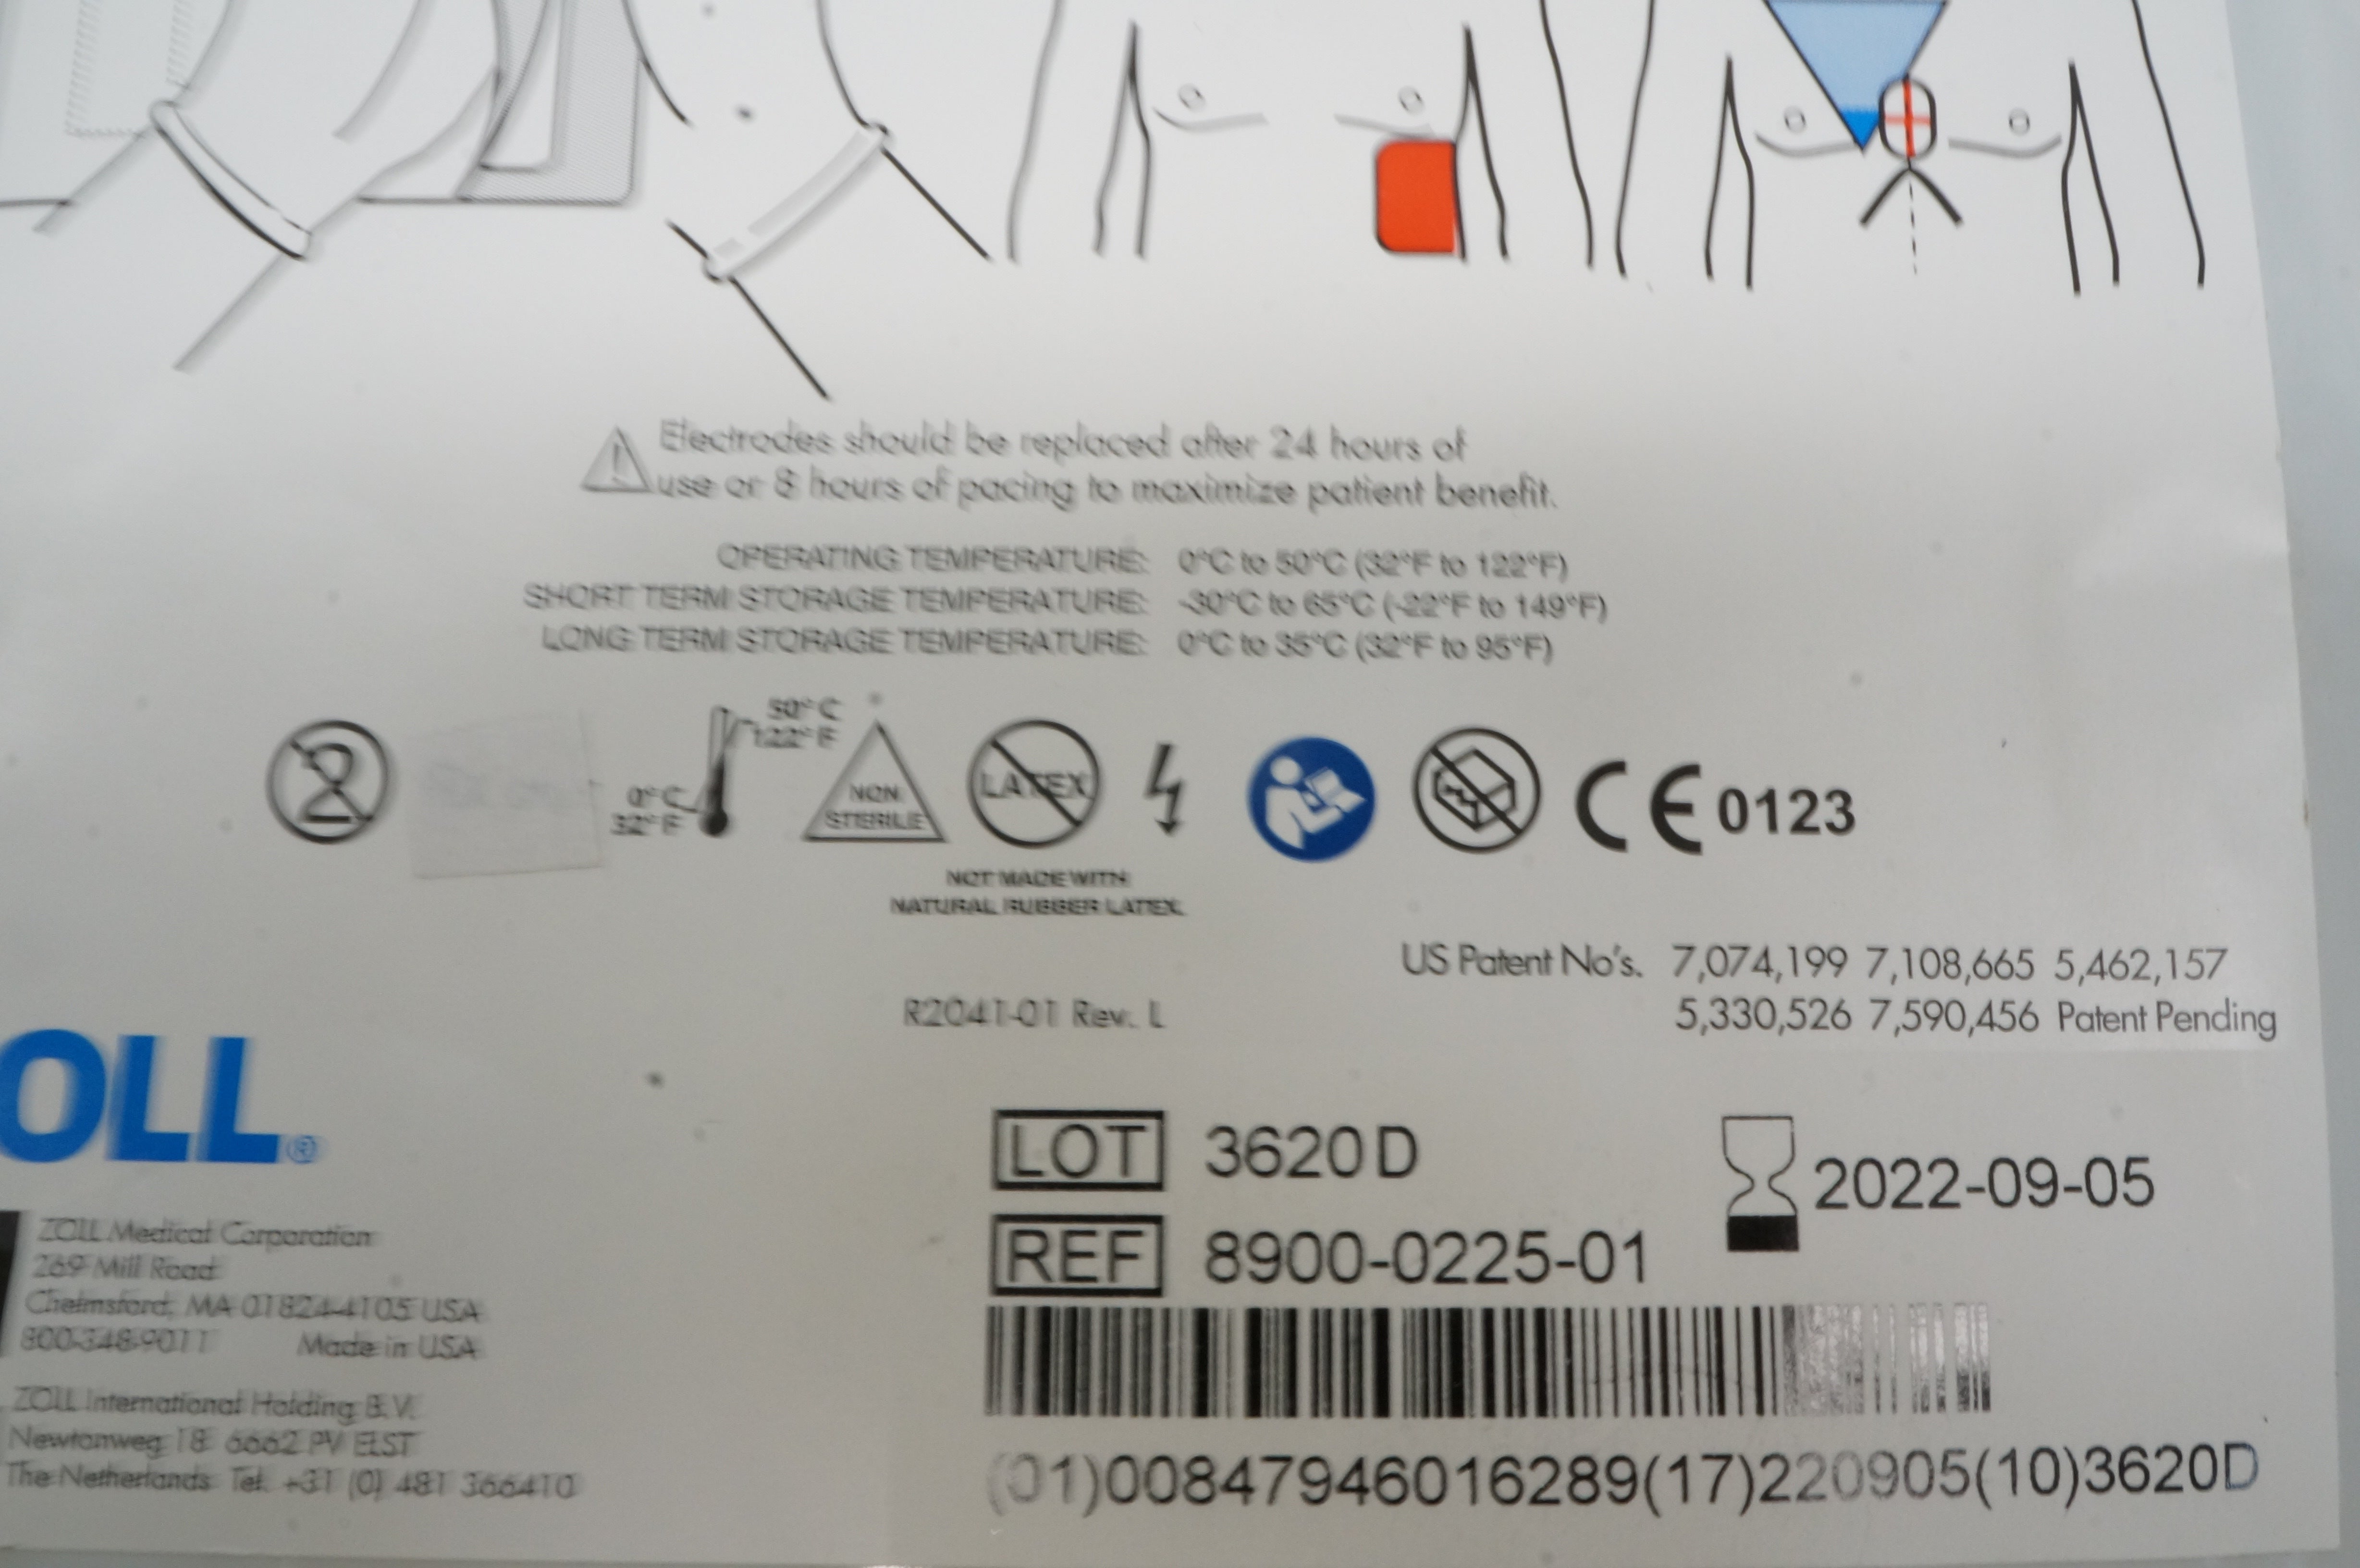 Electrodes should be replaced after 24 hours of
use or 8 hours of pacing to maximize patient benefit.
OPERATING TEMPERATURE: 0°C to 50°C (32°F to 122°F)
SHORT TERM STORAGE TEMPERATURE: -30°C to 65°C (-22°F to 149°F)
LONG TERM STORAGE TEMPERATURE: 0°C to 35°C (32°F to 95°F)
2
50° C
122° F
0° C
32° F
NON
STERILE
LATEX
CE 0123
NOT MADE WITH
NATURAL RUBBER LATEX.
US Patent No's. 7,074,199 7,108,665 5,462,157
5,330,526 7,590,456 Patent Pending
R2041-01 Rev. L
OLL®
LOT 3620D
2022-09-05
REF 8900-0225-01
ZOLL Medical Corporation
269 Mill Road
Chelmsford, MA 01824-4105 USA
800-348-9011 Made in USA
ZOLL International Holding B.V.
Newtonweg 18 6662 PV ELST
The Netherlands Tel. +31 (0) 481 366410
(01)00847946016289(17)220905(10)3620D